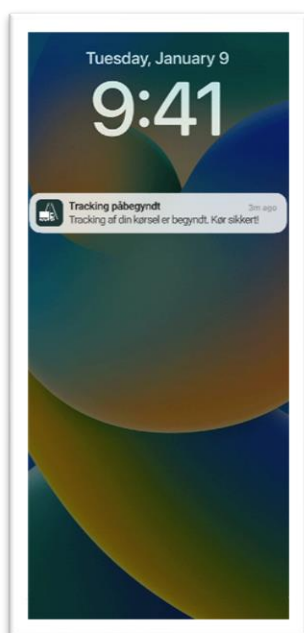 Tuesday, January 9
9:41
Tracking påbegyndt 3m ago
Tracking af din kørsel er begyndt. Kør sikkert!